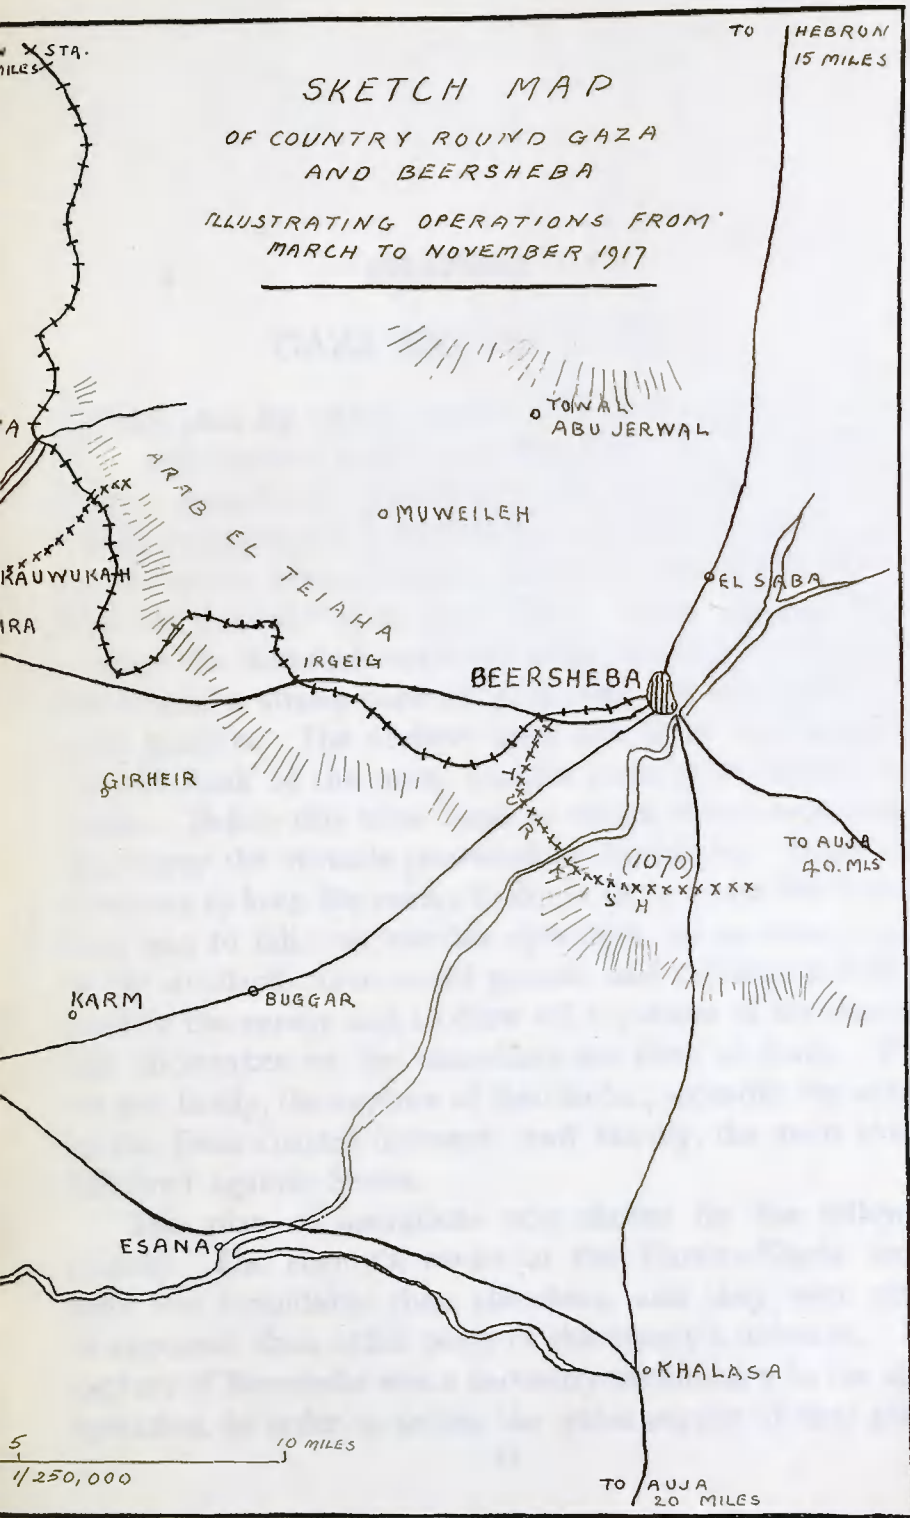 TO HEBRON
15 MILES
STA.
MILES
SKETCH MAP
OF COUNTRY ROUND GAZA
AND BEERSHEBA
ILLUSTRATING OPERATIONS FROM
MARCH TO NOVEMBER 1917
TOWAL
ABU JERWAL
ARAB EL TEIAHA
MUWEILEH
KAUWUKAH
EL SABA
IRGEIG
BEERSHEBA
GIRHEIR
TO AUJA
40. MLS
TURKISH
(1070)
KARM
BUGGAR
ESANA
KHALASA
5 10 MILES
1/250,000
TO AUJA
20 MILES